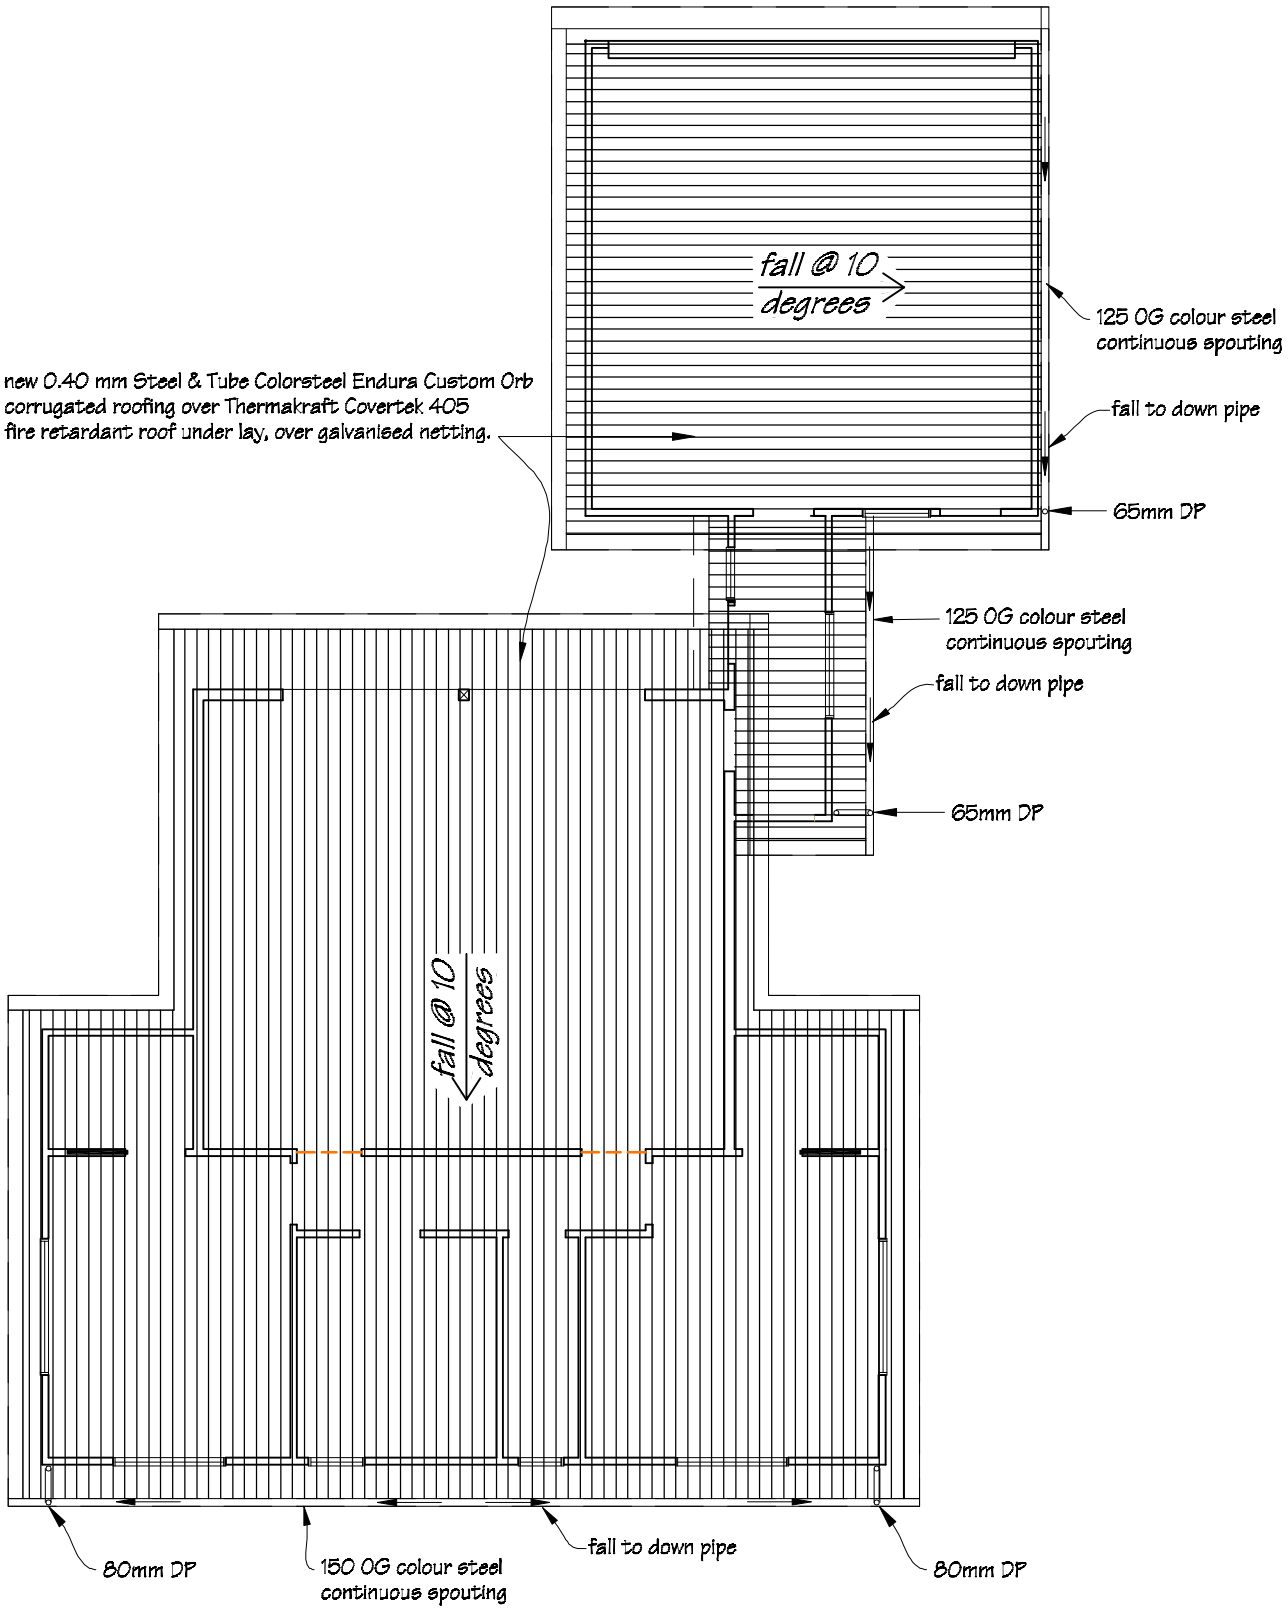 fall @ 10
degrees
125 OG colour steel
continuous spouting
new 0.40 mm Steel & Tube Colorsteel Endura Custom Orb
corrugated roofing over Thermakraft Covertek 405
fire retardant roof under lay, over galvanised netting.
fall to down pipe
65mm DP
125 OG colour steel
continuous spouting
fall to down pipe
65mm DP
fall @ 10
degrees
80mm DP
150 OG colour steel
continuous spouting
fall to down pipe
80mm DP